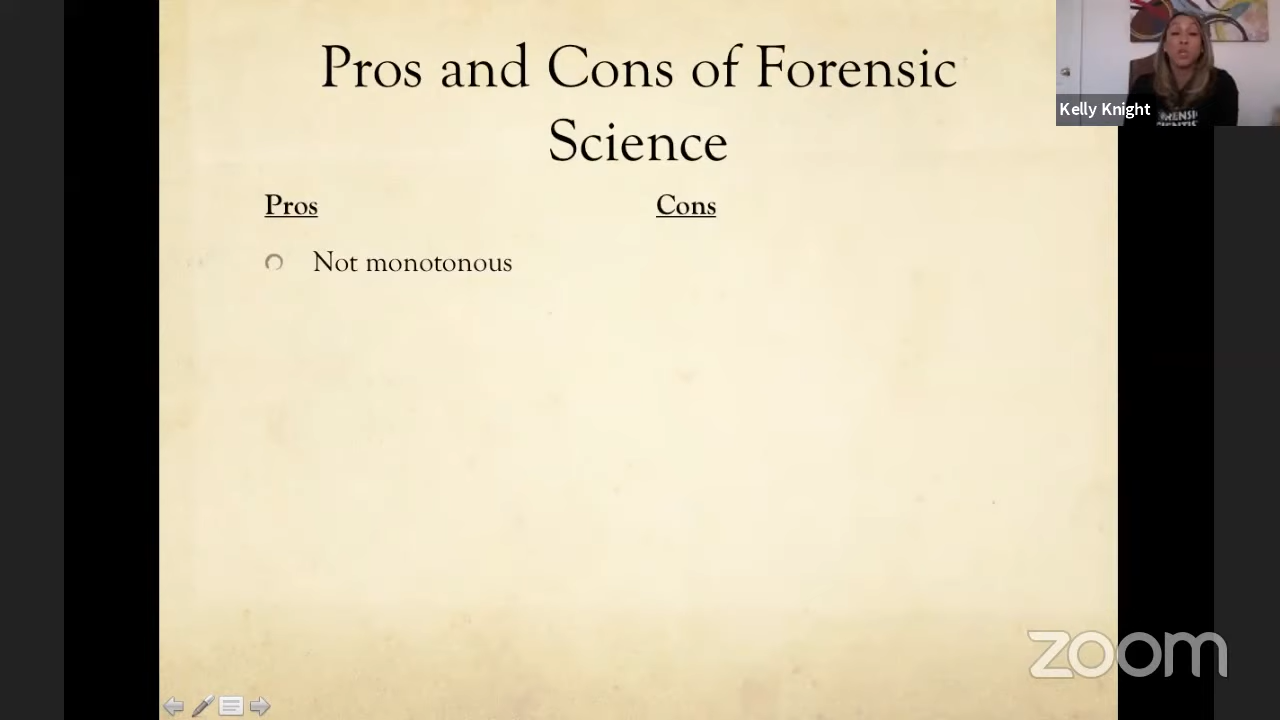 Pros and Cons of Forensic
Science
Pros
Cons
Not monotonous
Kelly Knight
zoom